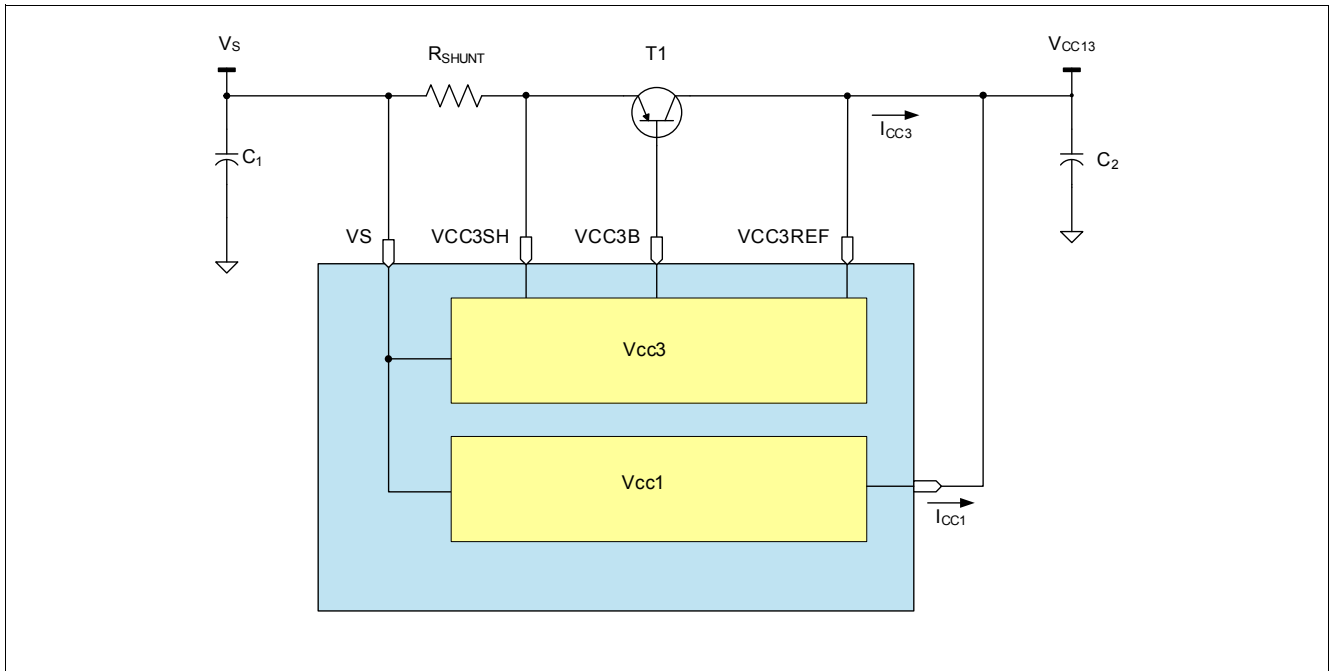 VS
RSHUNT
T1
VCC13
ICC3
C1
C2
VS
VCC3SH
VCC3B
VCC3REF
Vcc3
Vcc1
ICC1